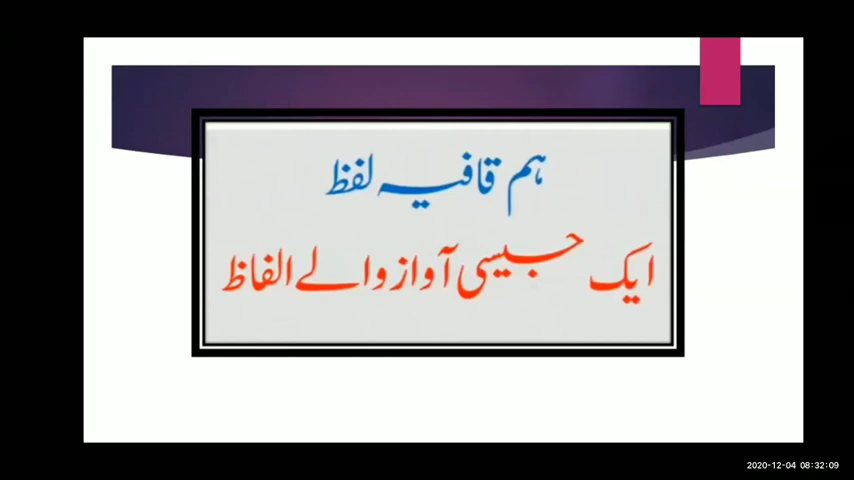 ہم قافیہ لفظ
ایک جیسی آواز والے الفاظ
2020-12-04 08:32:09